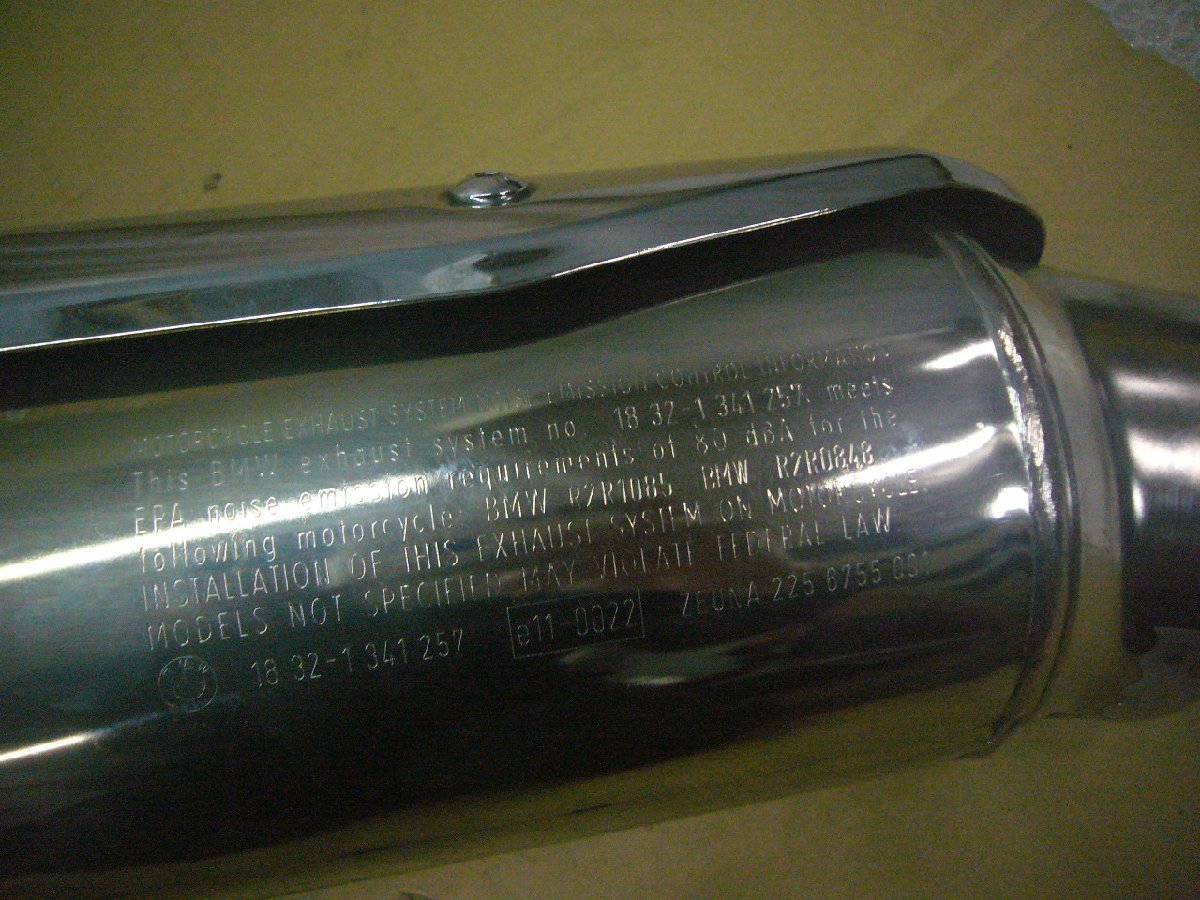 MOTORCYCLE EXHAUST SYSTEM NOISE EMISSION CONTROL INFORMATION
This BMW exhaust system no. 18 32-1 341 257, meets
EPA noise emission requirements of 80 dBA for the
following motorcycle: BMW R2R1085 BMW R2R0848
INSTALLATION OF THIS EXHAUST SYSTEM ON MOTORCYCLE
MODELS NOT SPECIFIED MAY VIOLATE FEDERAL LAW
18 32-1 341 257 e11-0022 ZEUNA 225 6755 001